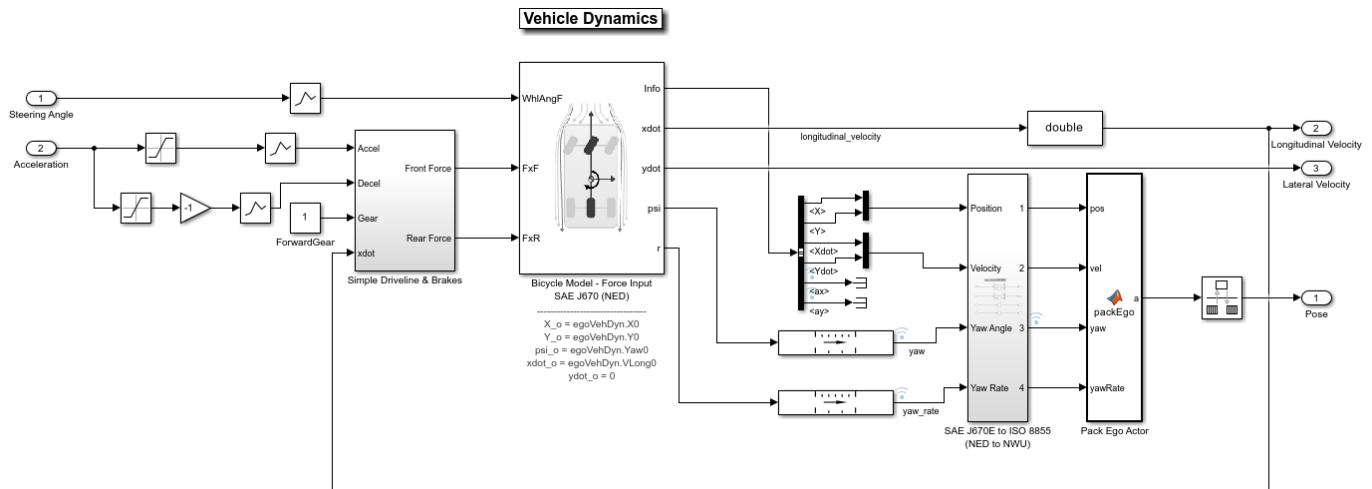 Vehicle Dynamics
1
Steering Angle
2
Acceleration
-1
1
ForwardGear
Accel
Decel
Gear
xdot
Front Force
Rear Force
Simple Driveline & Brakes
WhlAngF
FxF
FxR
Info
xdot
ydot
psi
r
Bicycle Model - Force Input
SAE J670 (NED)
---------------------------------
X_o = egoVehDyn.X0
Y_o = egoVehDyn.Y0
psi_o = egoVehDyn.Yaw0
xdot_o = egoVehDyn.VLong0
ydot_o = 0
longitudinal_velocity
double
2
Longitudinal Velocity
3
Lateral Velocity
<X>
<Y>
<Xdot>
<Ydot>
<ax>
<ay>
yaw
yaw_rate
Position 1
Velocity 2
Yaw Angle 3
Yaw Rate 4
SAE J670E to ISO 8855
(NED to NWU)
pos
vel
yaw
yawRate
packEgo
a
Pack Ego Actor
1
Pose